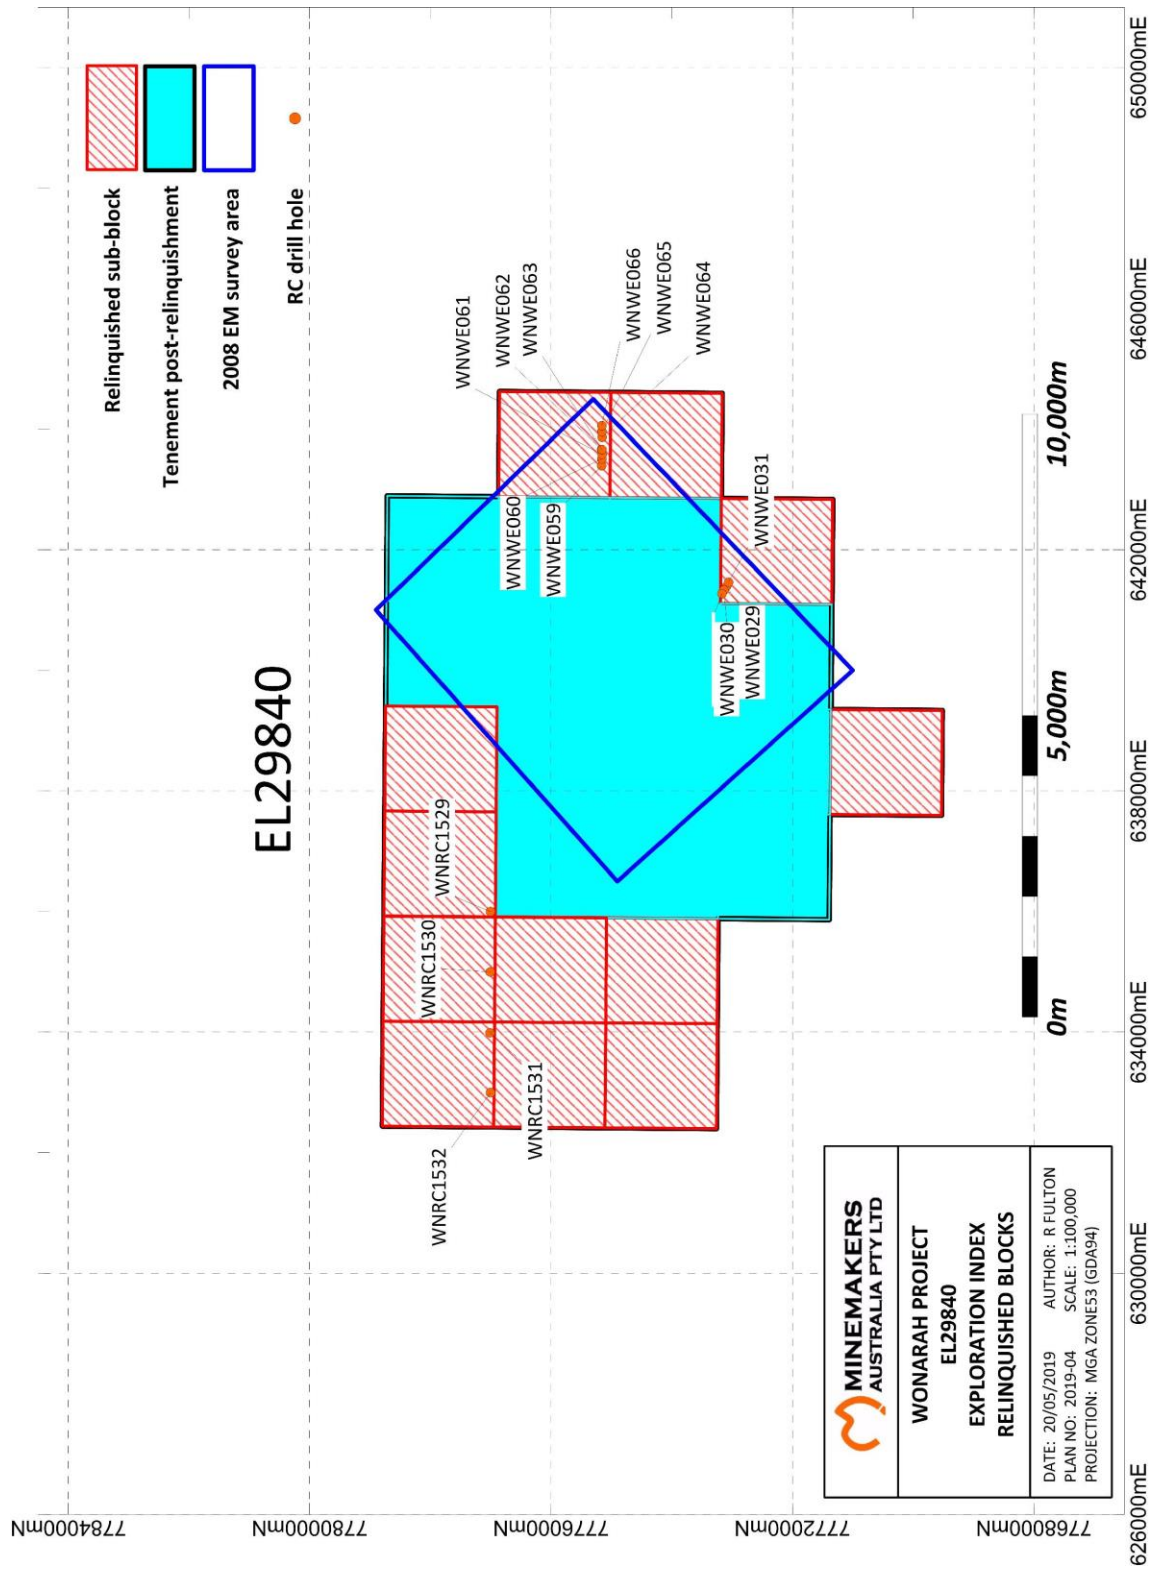 EL29840
Relinquished sub-block
Tenement post-relinquishment
2008 EM survey area
RC drill hole
7784000mN
7780000mN
7776000mN
7772000mN
7768000mN
626000mE
630000mE
634000mE
638000mE
642000mE
646000mE
650000mE
WNRC1532
WNRC1531
WNRC1530
WNRC1529
WNWE060
WNWE059
WNWE061
WNWE062
WNWE063
WNWE066
WNWE065
WNWE064
WNWE030
WNWE029
WNWE031
0m
5,000m
10,000m
MINEMAKERS
AUSTRALIA PTY LTD
WONARAH PROJECT
EL29840
EXPLORATION INDEX
RELINQUISHED BLOCKS
DATE: 20/05/2019 AUTHOR: R FULTON
PLAN NO: 2019-04 SCALE: 1:100,000
PROJECTION: MGA ZONE53 (GDA94)